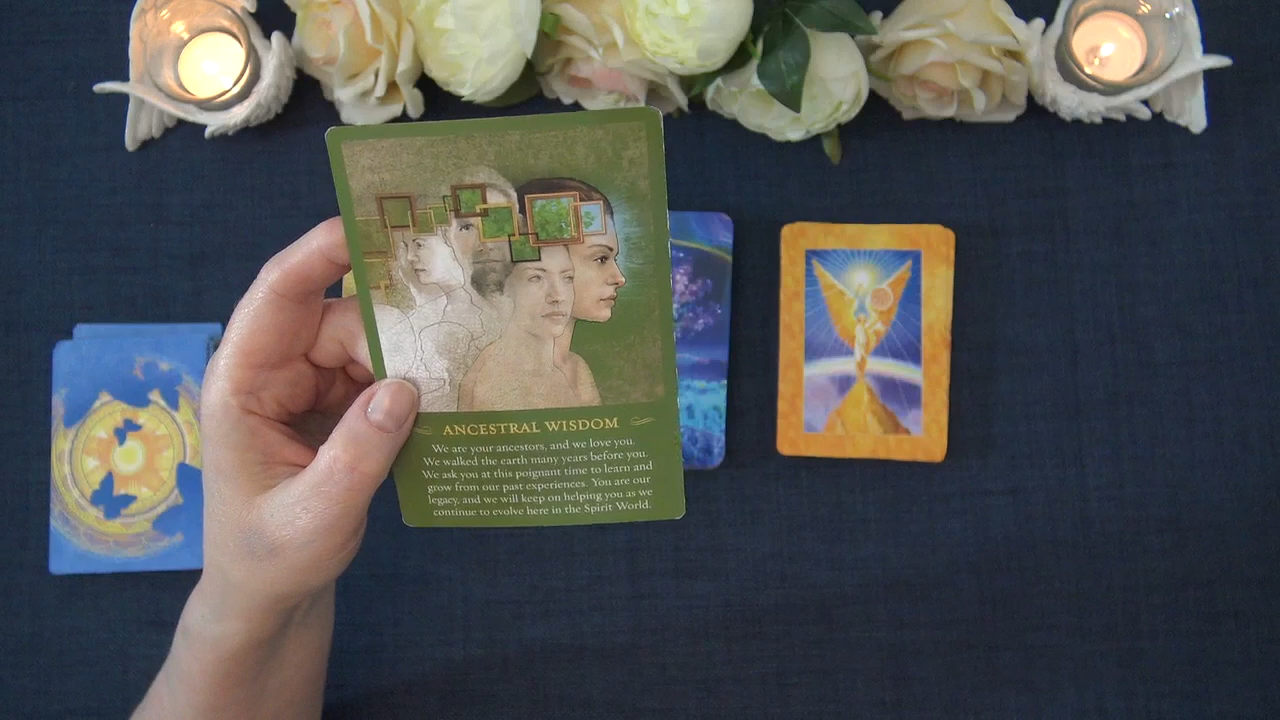 ANCESTRAL WISDOM
We are your ancestors, and we love you.
We walked the earth many years before you.
We ask you at this poignant time to learn and
grow from our past experiences. You are our
legacy, and we will keep on helping you as we
continue to evolve here in the Spirit World.